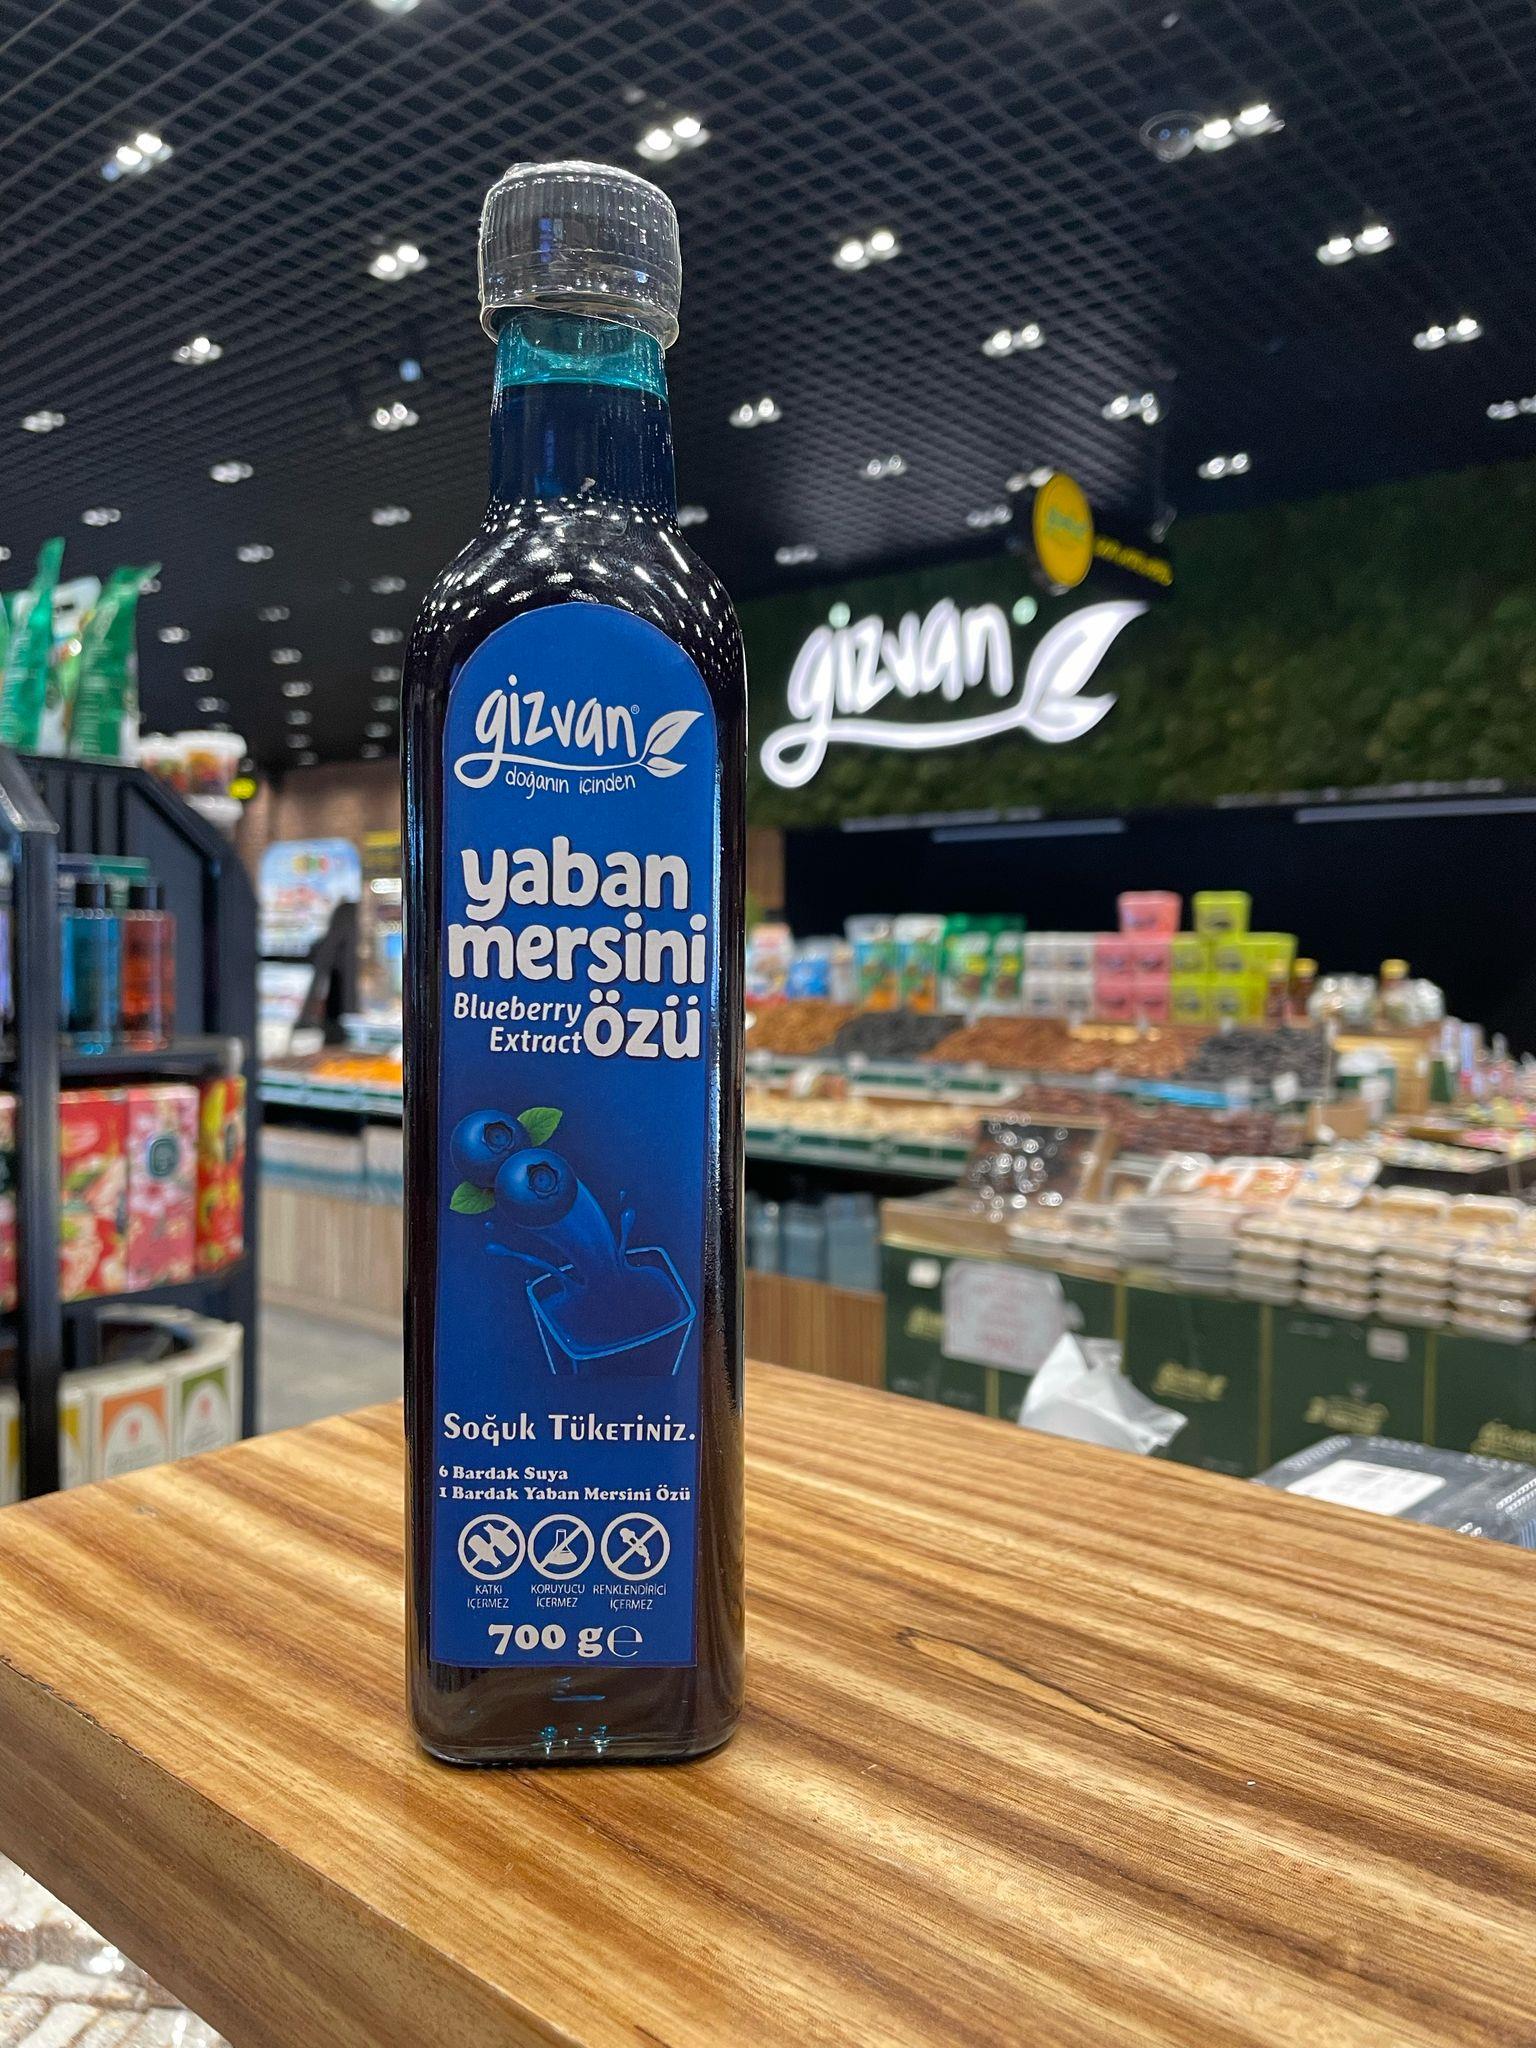 gizvan®
doğanın içinden
yaban
mersini
Blueberry
Extract özü
Soğuk Tüketiniz.
6 Bardak Suya
1 Bardak Yaban Mersini Özü
KATKI İÇERMEZ
KORUYUCU İÇERMEZ
RENKLENDİRİCİ İÇERMEZ
700 g℮
gizvan